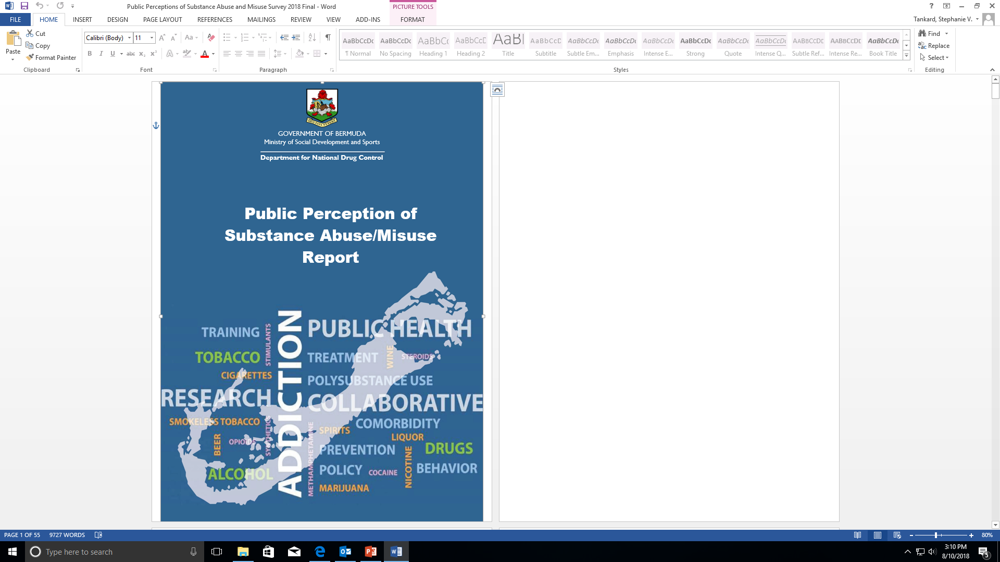 Public Perceptions of Substance Abuse and Misuse Survey 2018 Final - Word
PICTURE TOOLS
FILE HOME INSERT DESIGN PAGE LAYOUT REFERENCES MAILINGS REVIEW VIEW ADD-INS FORMAT
Tankard, Stephanie V.
Paste
Cut
Copy
Format Painter
Clipboard
Calibri (Body) 11
Font
Paragraph
AaBbCcDc AaBbCcDc AaBbCc AaBbCcD AaBl AaBbCcD AaBbCcDc AaBbCcDc AaBbCcDc AaBbCcDc AaBbCcDc AaBbCcDc AABBCCDE AABBCCDE AaBbCcDc
¶ Normal No Spacing Heading 1 Heading 2 Title Subtitle Subtle Em... Emphasis Intense E... Strong Quote Intense Q... Subtle Ref... Intense Re... Book Title
Styles
Find
Replace
Select
Editing
QUO FATA FERUNT
GOVERNMENT OF BERMUDA
Ministry of Social Development and Sports
Department for National Drug Control
Public Perception of
Substance Abuse/Misuse
Report
TRAINING
STIMULANTS
ADDICTION
PUBLIC HEALTH
TOBACCO
TREATMENT
WINE
STEROIDS
CIGARETTES
POLYSUBSTANCE USE
RESEARCH
COLLABORATIVE
SMOKELESS TOBACCO
SYNTHETICS
METHAMPHETAMINE
SPIRITS
COMORBIDITY
BEER
OPIOIDS
LIQUOR
PREVENTION
NICOTINE
DRUGS
ALCOHOL
POLICY
COCAINE
BEHAVIOR
MARIJUANA
PAGE 1 OF 55 9727 WORDS
80%
Type here to search
3:10 PM
8/10/2018
5